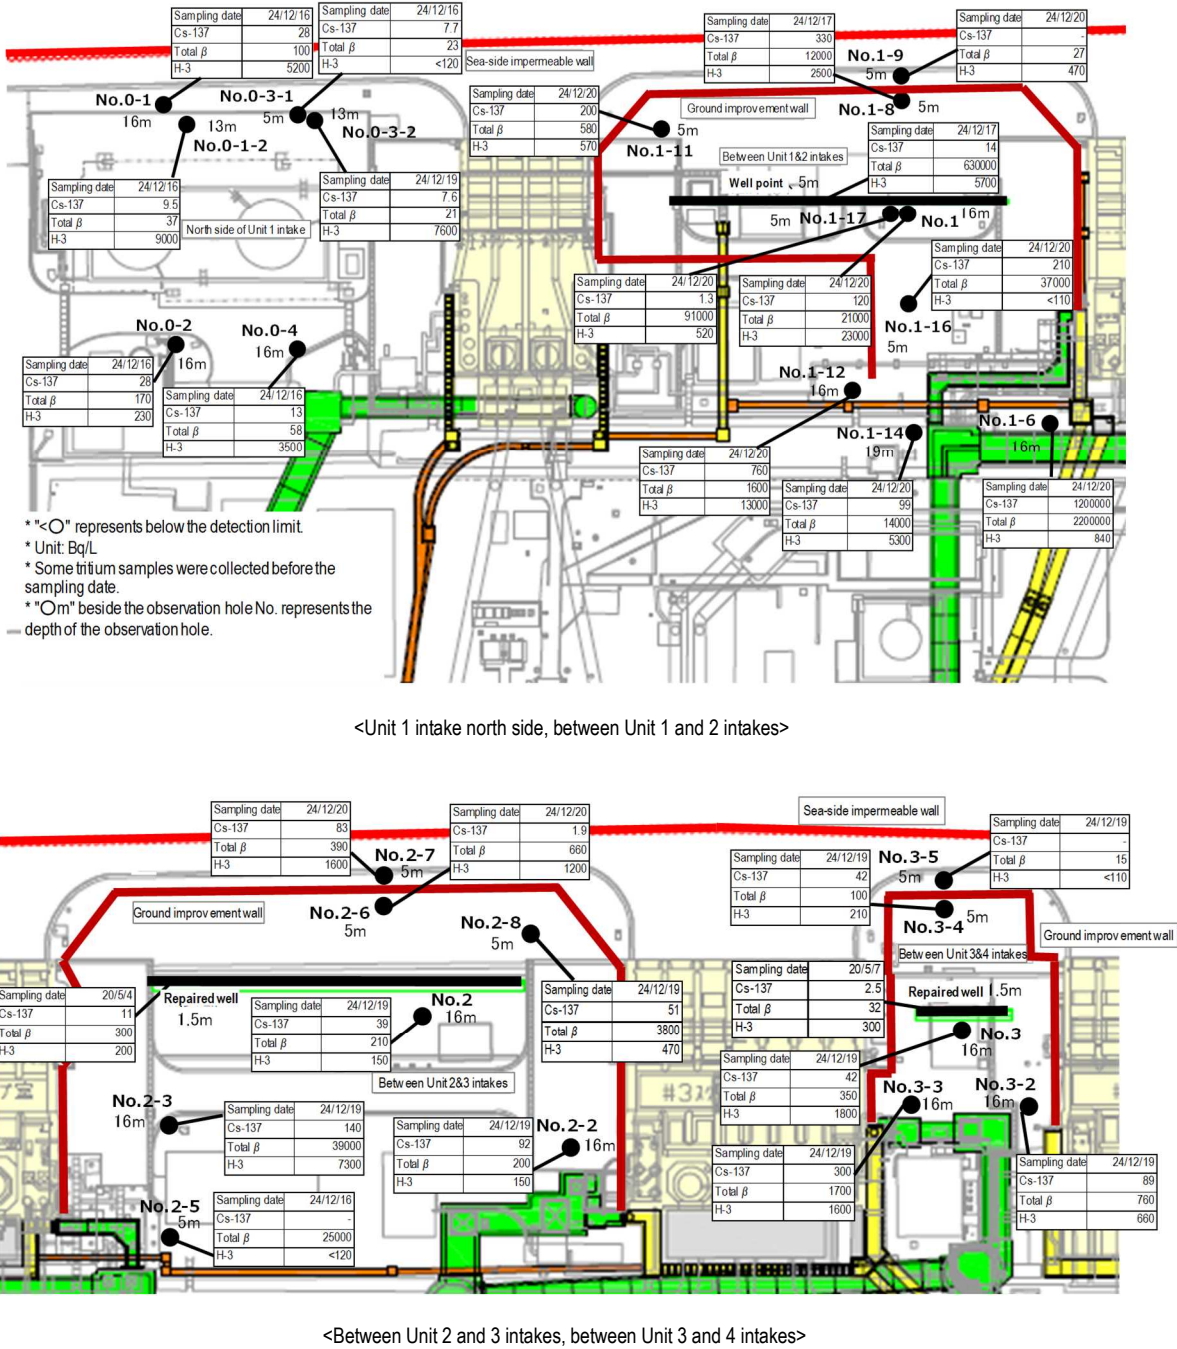 Sampling date 24/12/16
Cs-137 28
Total β 100
H-3 5200
Sampling date 24/12/16
Cs-137 7.7
Total β 23
H-3 <120
Sea-side impermeable wall
Sampling date 24/12/17
Cs-137 330
Total β 12000
H-3 2500
Sampling date 24/12/20
Cs-137 -
Total β 27
H-3 470
No.1-9
5m
No.0-1
16m
No.0-3-1
5m
13m
No.0-3-2
13m
No.0-1-2
Sampling date 24/12/20
Cs-137 200
Total β 580
H-3 570
5m
No.1-11
Ground improvement wall
No.1-8
5m
Sampling date 24/12/17
Cs-137 14
Total β 630000
H-3 5700
Between Unit 1&2 intakes
Well point 、5m
Sampling date 24/12/16
Cs-137 9.5
Total β 37
H-3 9000
North side of Unit 1 intake
Sampling date 24/12/19
Cs-137 7.6
Total β 21
H-3 7600
5m No.1-17
No.1 16m
Sampling date 24/12/20
Cs-137 210
Total β 37000
H-3 <110
No.1-16
5m
Sampling date 24/12/20
Cs-137 1.3
Total β 91000
H-3 520
Sampling date 24/12/20
Cs-137 120
Total β 21000
H-3 23000
No.0-2
16m
No.0-4
16m
Sampling date 24/12/16
Cs-137 28
Total β 170
H-3 230
Sampling date 24/12/16
Cs-137 13
Total β 58
H-3 3500
No.1-12
16m
No.1-14
19m
No.1-6
16m
Sampling date 24/12/20
Cs-137 760
Total β 1600
H-3 13000
Sampling date 24/12/20
Cs-137 99
Total β 14000
H-3 5300
Sampling date 24/12/20
Cs-137 1200000
Total β 2200000
H-3 840
* "<○" represents below the detection limit.
* Unit: Bq/L
* Some tritium samples were collected before the
sampling date.
* "○m" beside the observation hole No. represents the
depth of the observation hole.
<Unit 1 intake north side, between Unit 1 and 2 intakes>
Sampling date 24/12/20
Cs-137 83
Total β 390
H-3 1600
Sampling date 24/12/20
Cs-137 1.9
Total β 660
H-3 1200
No.2-7
5m
Sea-side impermeable wall
Sampling date 24/12/19
Cs-137 -
Total β 15
H-3 <110
Sampling date 24/12/19
Cs-137 42
Total β 100
H-3 210
No.3-5
5m
5m
No.3-4
Ground improvement wall
Ground improvement wall
No.2-6
5m
No.2-8
5m
Between Unit 3&4 intakes
Sampling date 20/5/4
Cs-137 11
Total β 300
H-3 200
Repaired well
1.5m
Sampling date 24/12/19
Cs-137 39
Total β 210
H-3 150
No.2
16m
Sampling date 24/12/19
Cs-137 51
Total β 3800
H-3 470
Sampling date 20/5/7
Cs-137 2.5
Total β 32
H-3 300
Repaired well 1.5m
No.3
16m
Between Unit 2&3 intakes
Sampling date 24/12/19
Cs-137 42
Total β 350
H-3 1800
#3ス
No.3-3
16m
No.3-2
16m
No.2-3
16m
Sampling date 24/12/19
Cs-137 140
Total β 39000
H-3 7300
Sampling date 24/12/19
Cs-137 92
Total β 200
H-3 150
No.2-2
16m
Sampling date 24/12/19
Cs-137 300
Total β 1700
H-3 1600
Sampling date 24/12/19
Cs-137 89
Total β 760
H-3 660
No.2-5
5m
Sampling date 24/12/16
Cs-137 -
Total β 25000
H-3 <120
<Between Unit 2 and 3 intakes, between Unit 3 and 4 intakes>